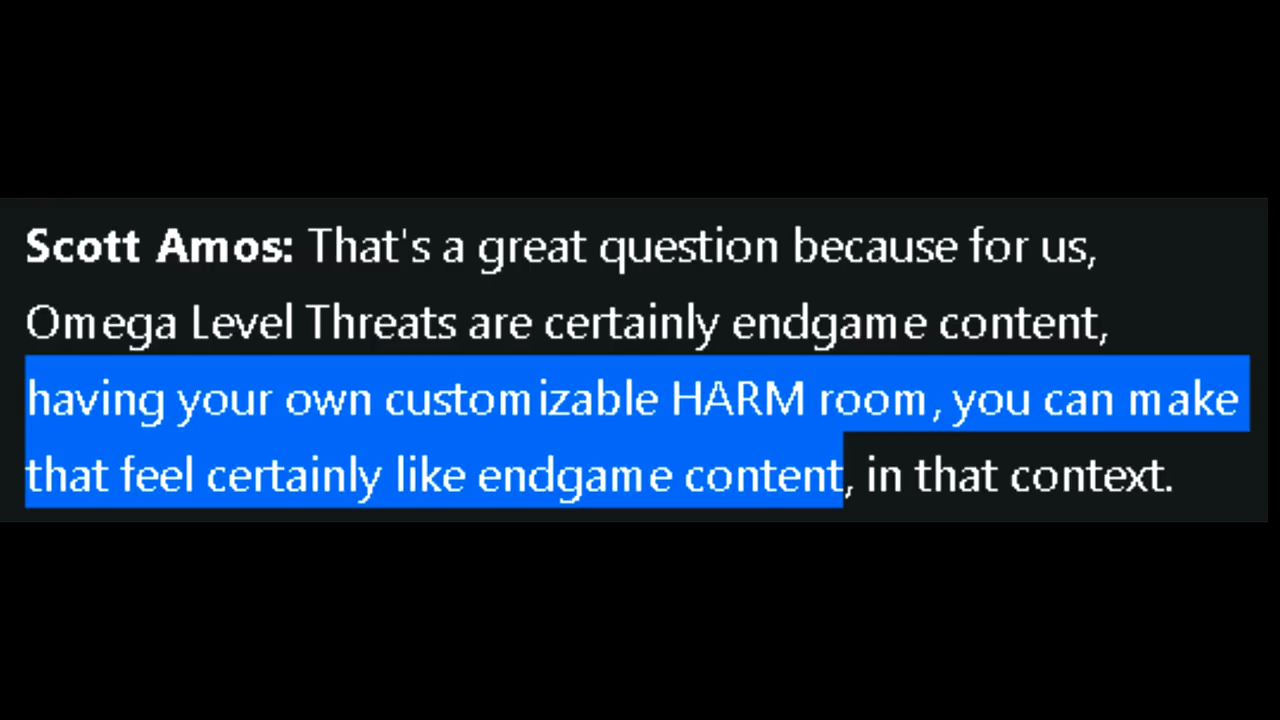 Scott Amos: That's a great question because for us,
Omega Level Threats are certainly endgame content,
having your own customizable HARM room, you can make
that feel certainly like endgame content, in that context.